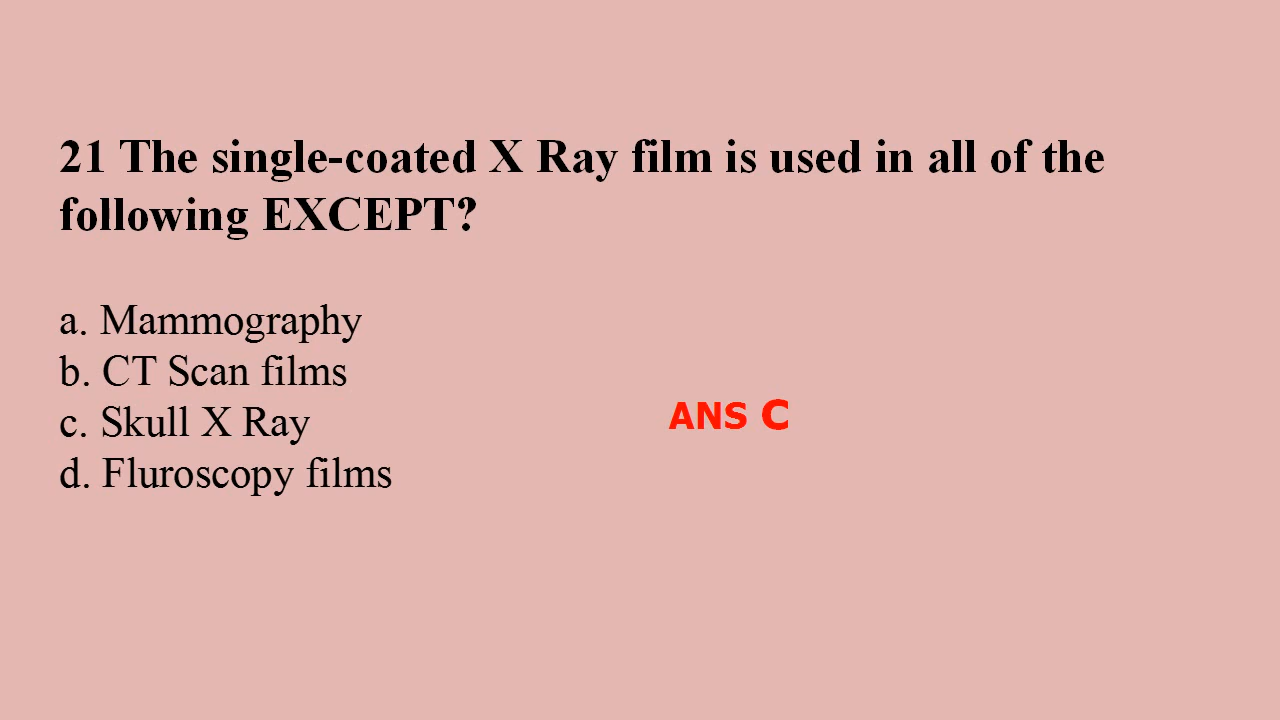 21 The single-coated X Ray film is used in all of the
following EXCEPT?
a. Mammography
b. CT Scan films
c. Skull X Ray
ANS C
d. Fluroscopy films